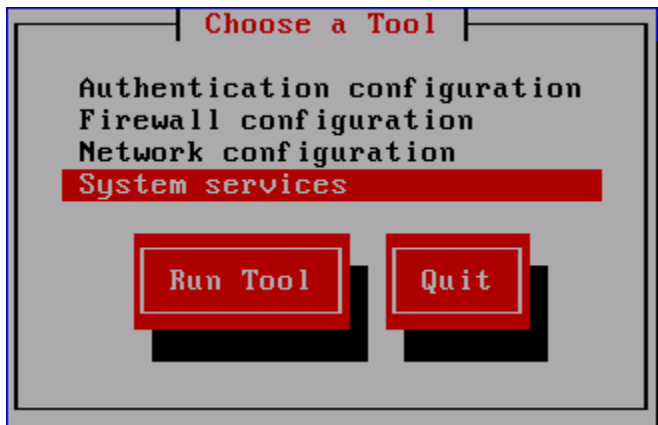 Choose a Tool
Authentication configuration
Firewall configuration
Network configuration
System services
Run Tool Quit